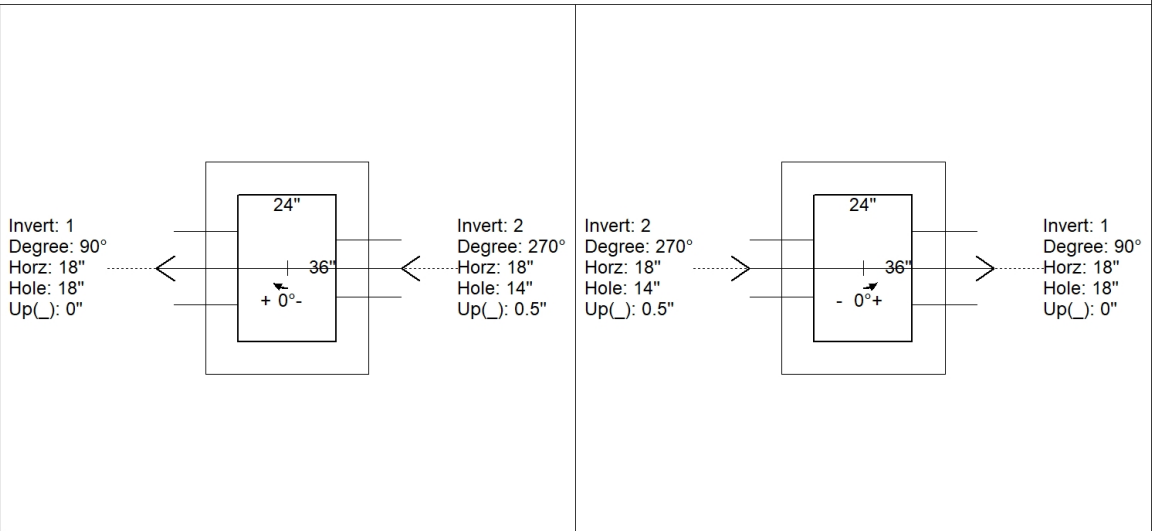 24"
Invert: 1
Degree: 90°
Horz: 18"
Hole: 18"
Up(_): 0"
36"
+ 0°-
Invert: 2
Degree: 270°
Horz: 18"
Hole: 14"
Up(_): 0.5"
Invert: 2
Degree: 270°
Horz: 18"
Hole: 14"
Up(_): 0.5"
24"
36"
- 0°+
Invert: 1
Degree: 90°
Horz: 18"
Hole: 18"
Up(_): 0"